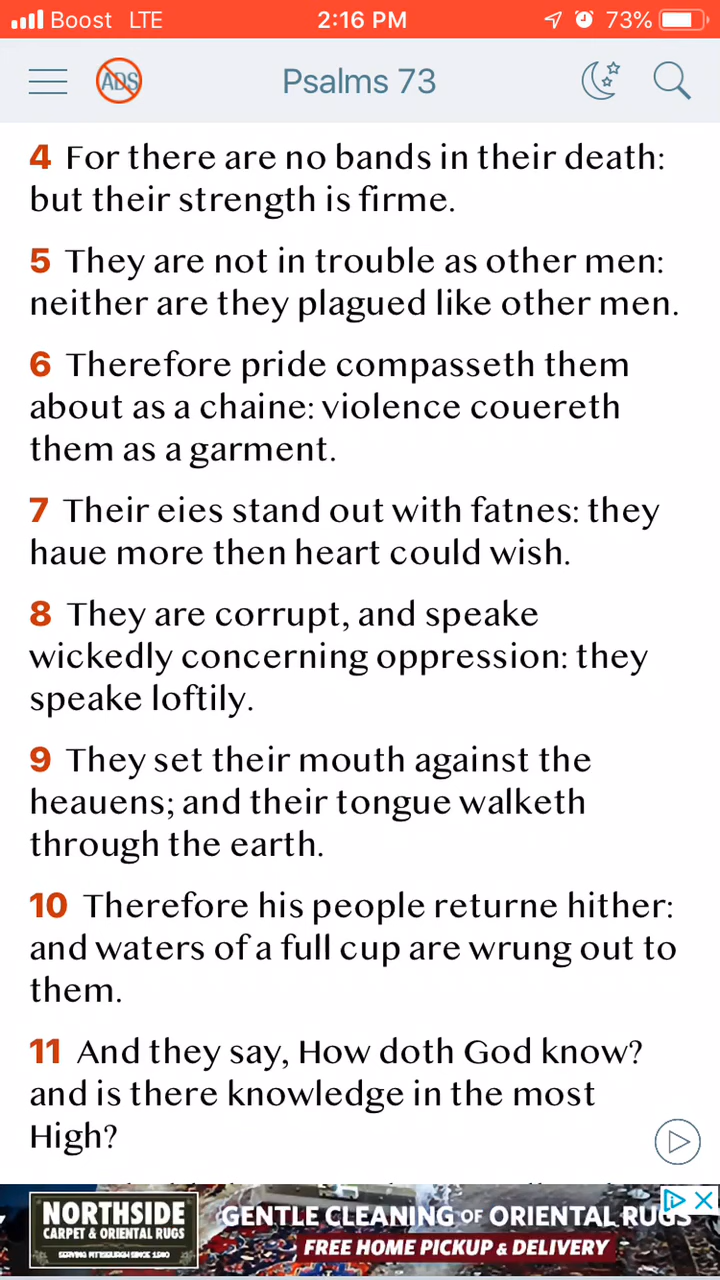 Boost LTE 2:16 PM 73%
ADS Psalms 73
4 For there are no bands in their death:
but their strength is firme.
5 They are not in trouble as other men:
neither are they plagued like other men.
6 Therefore pride compasseth them
about as a chaine: violence couereth
them as a garment.
7 Their eies stand out with fatnes: they
haue more then heart could wish.
8 They are corrupt, and speake
wickedly concerning oppression: they
speake loftily.
9 They set their mouth against the
heauens; and their tongue walketh
through the earth.
10 Therefore his people returne hither:
and waters of a full cup are wrung out to
them.
11 And they say, How doth God know?
and is there knowledge in the most
High?
NORTHSIDE
CARPET & ORIENTAL RUGS
SERVING PITTSBURGH SINCE
GENTLE CLEANING OF ORIENTAL RUGS
FREE HOME PICKUP & DELIVERY